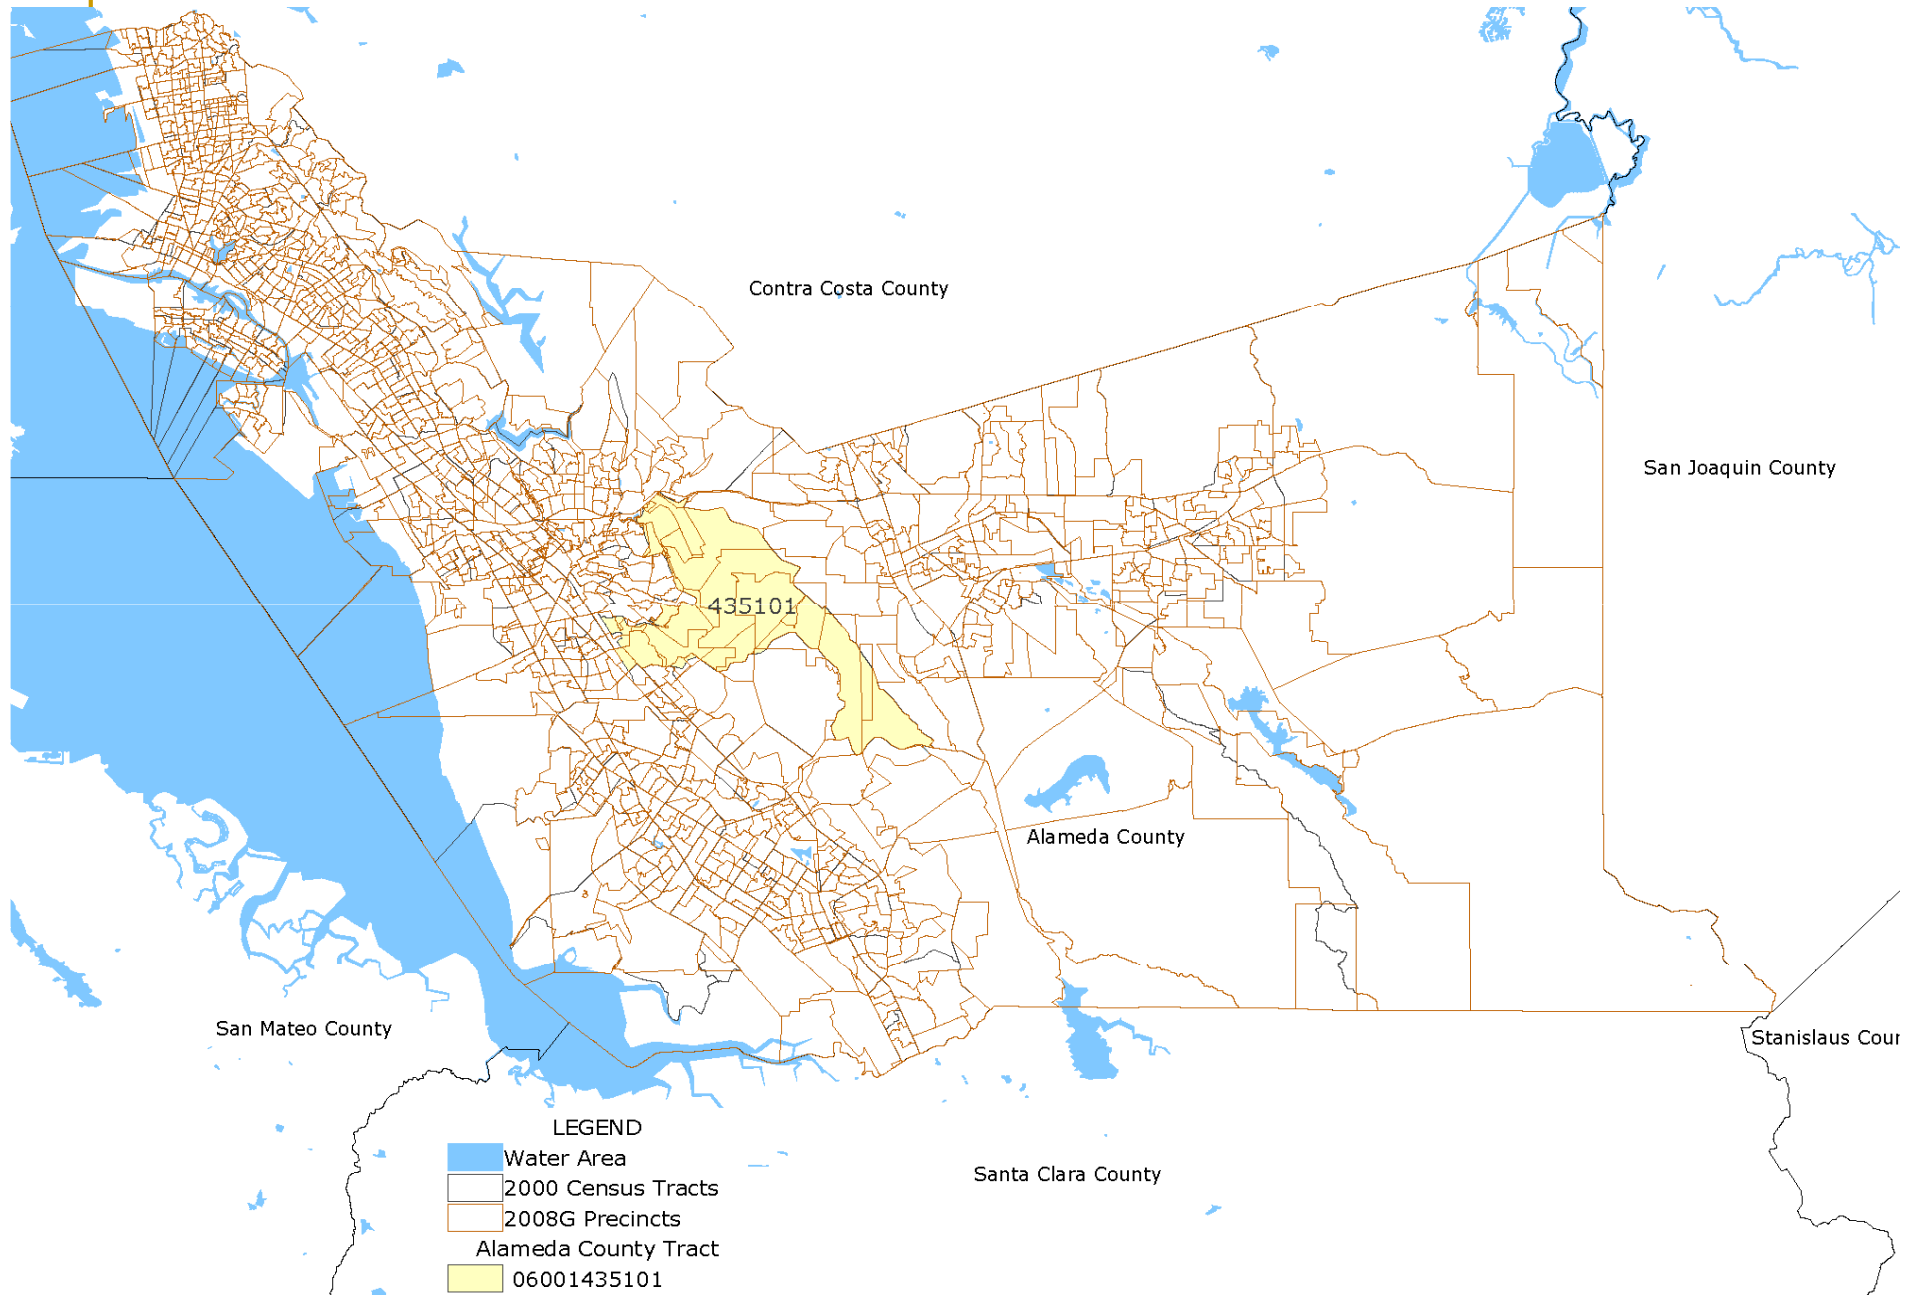 Contra Costa County
San Joaquin County
435101
Alameda County
San Mateo County
Stanislaus Cour
LEGEND
Water Area
2000 Census Tracts
2008G Precincts
Alameda County Tract
06001435101
Santa Clara County